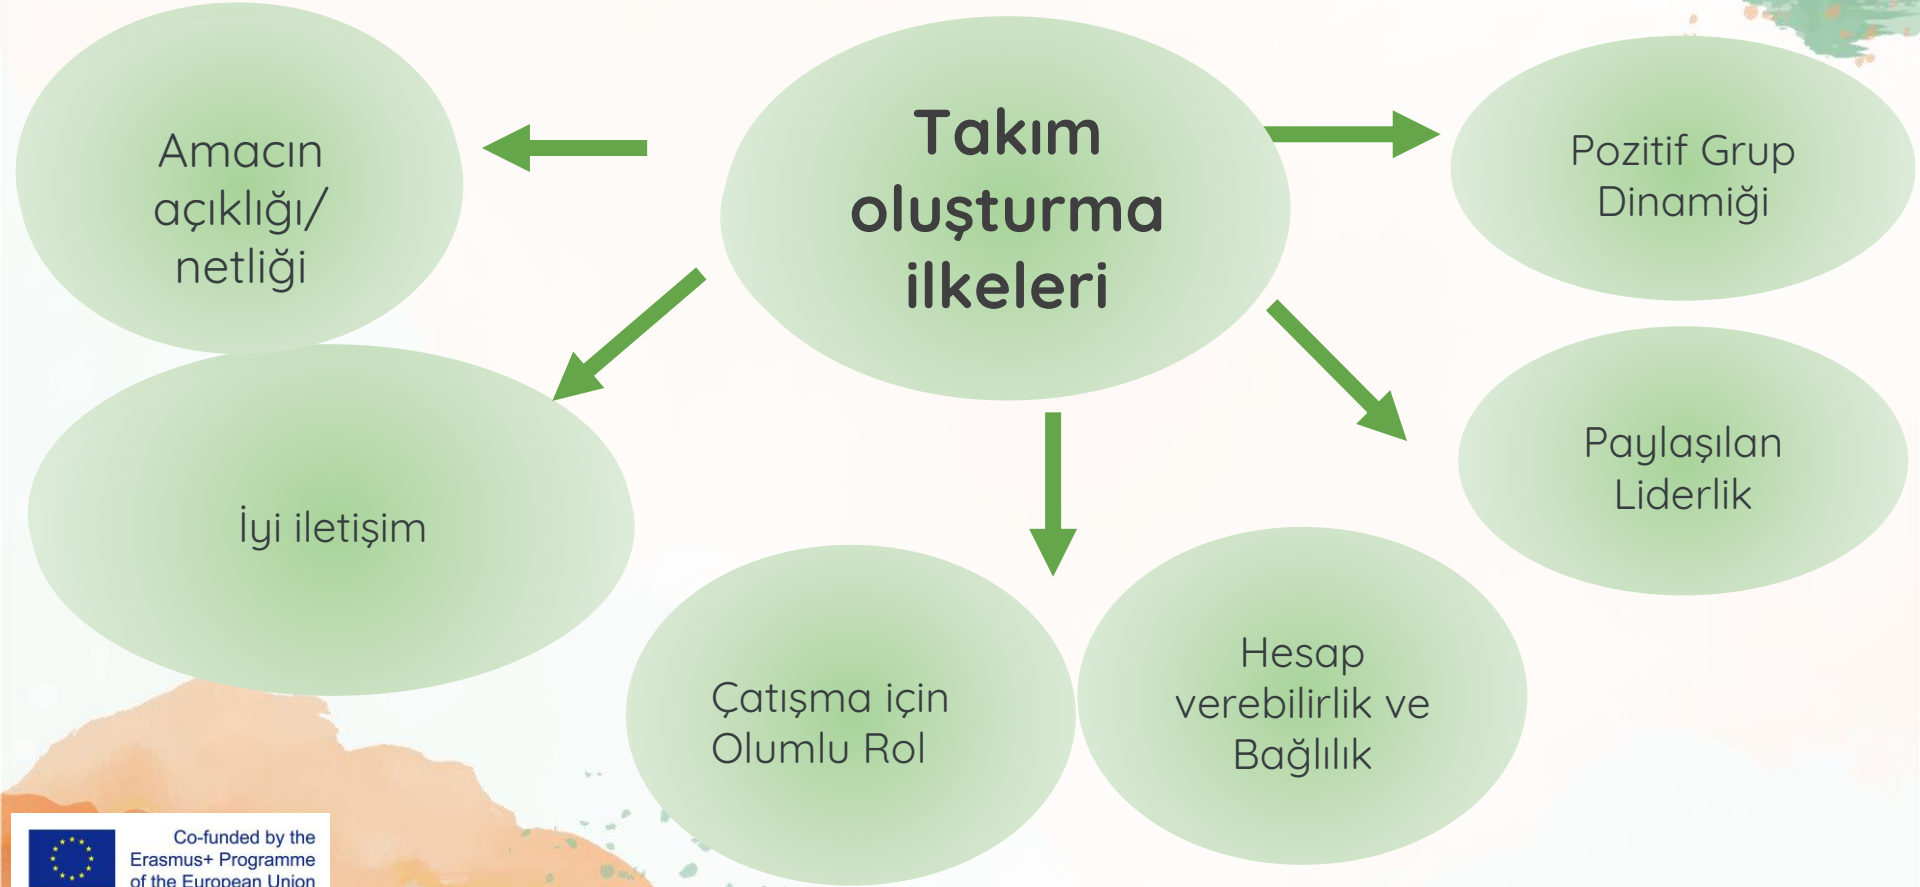 Takım
oluşturma
ilkeleri
Amacın
açıklığı/
netliği
Pozitif Grup
Dinamiği
İyi iletişim
Paylaşılan
Liderlik
Çatışma için
Olumlu Rol
Hesap
verebilirlik ve
Bağlılık
Co-funded by the
Erasmus+ Programme
of the European Union